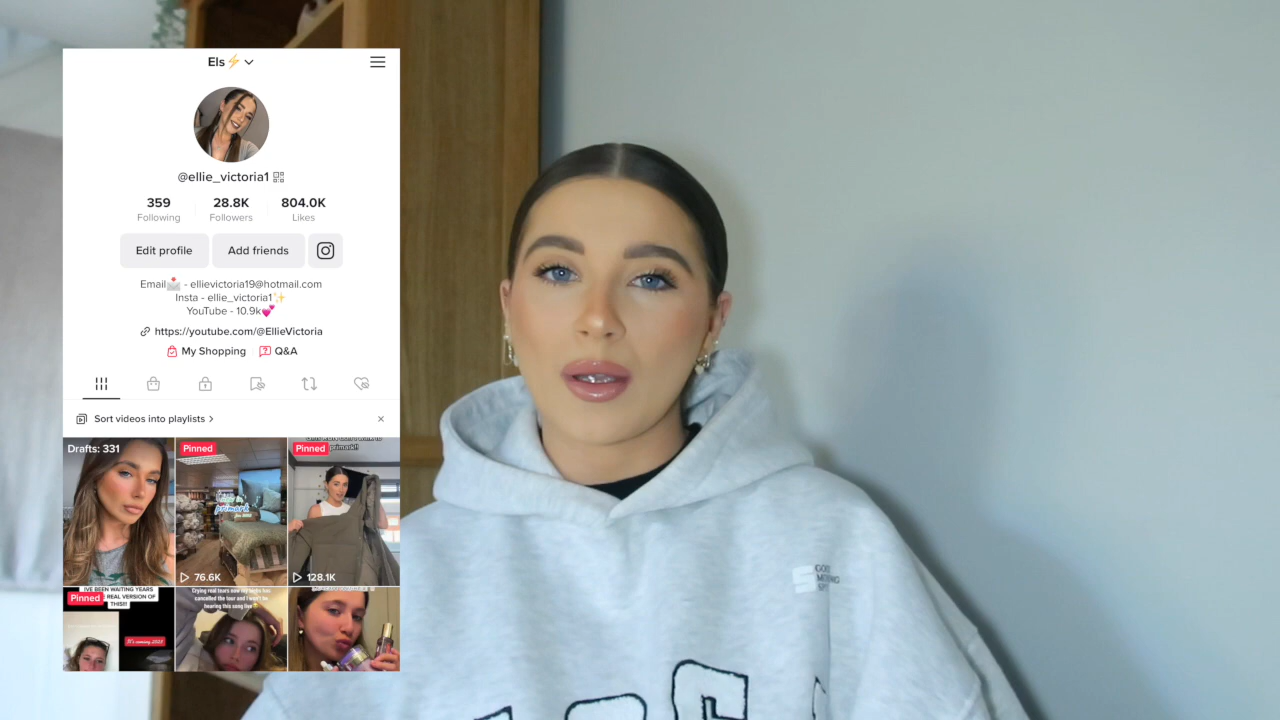 Els⚡
@ellie_victoria1
359 28.8K 804.0K
Following Followers Likes
Edit profile Add friends
Email📩 - ellievictoria19@hotmail.com
Insta - ellie_victoria1✨
YouTube - 10.9k💕
https://youtube.com/@EllieVictoria
My Shopping Q&A
Sort videos into playlists
Drafts: 331
Pinned
primark
76.6K
Pinned
primark!!
128.1K
IVE BEEN WAITING YEARS
REAL VERSION OF
THIS!!
Pinned
It's coming 2025
Crying real tears now
cancelled the tour and I won't be
hearing this song live